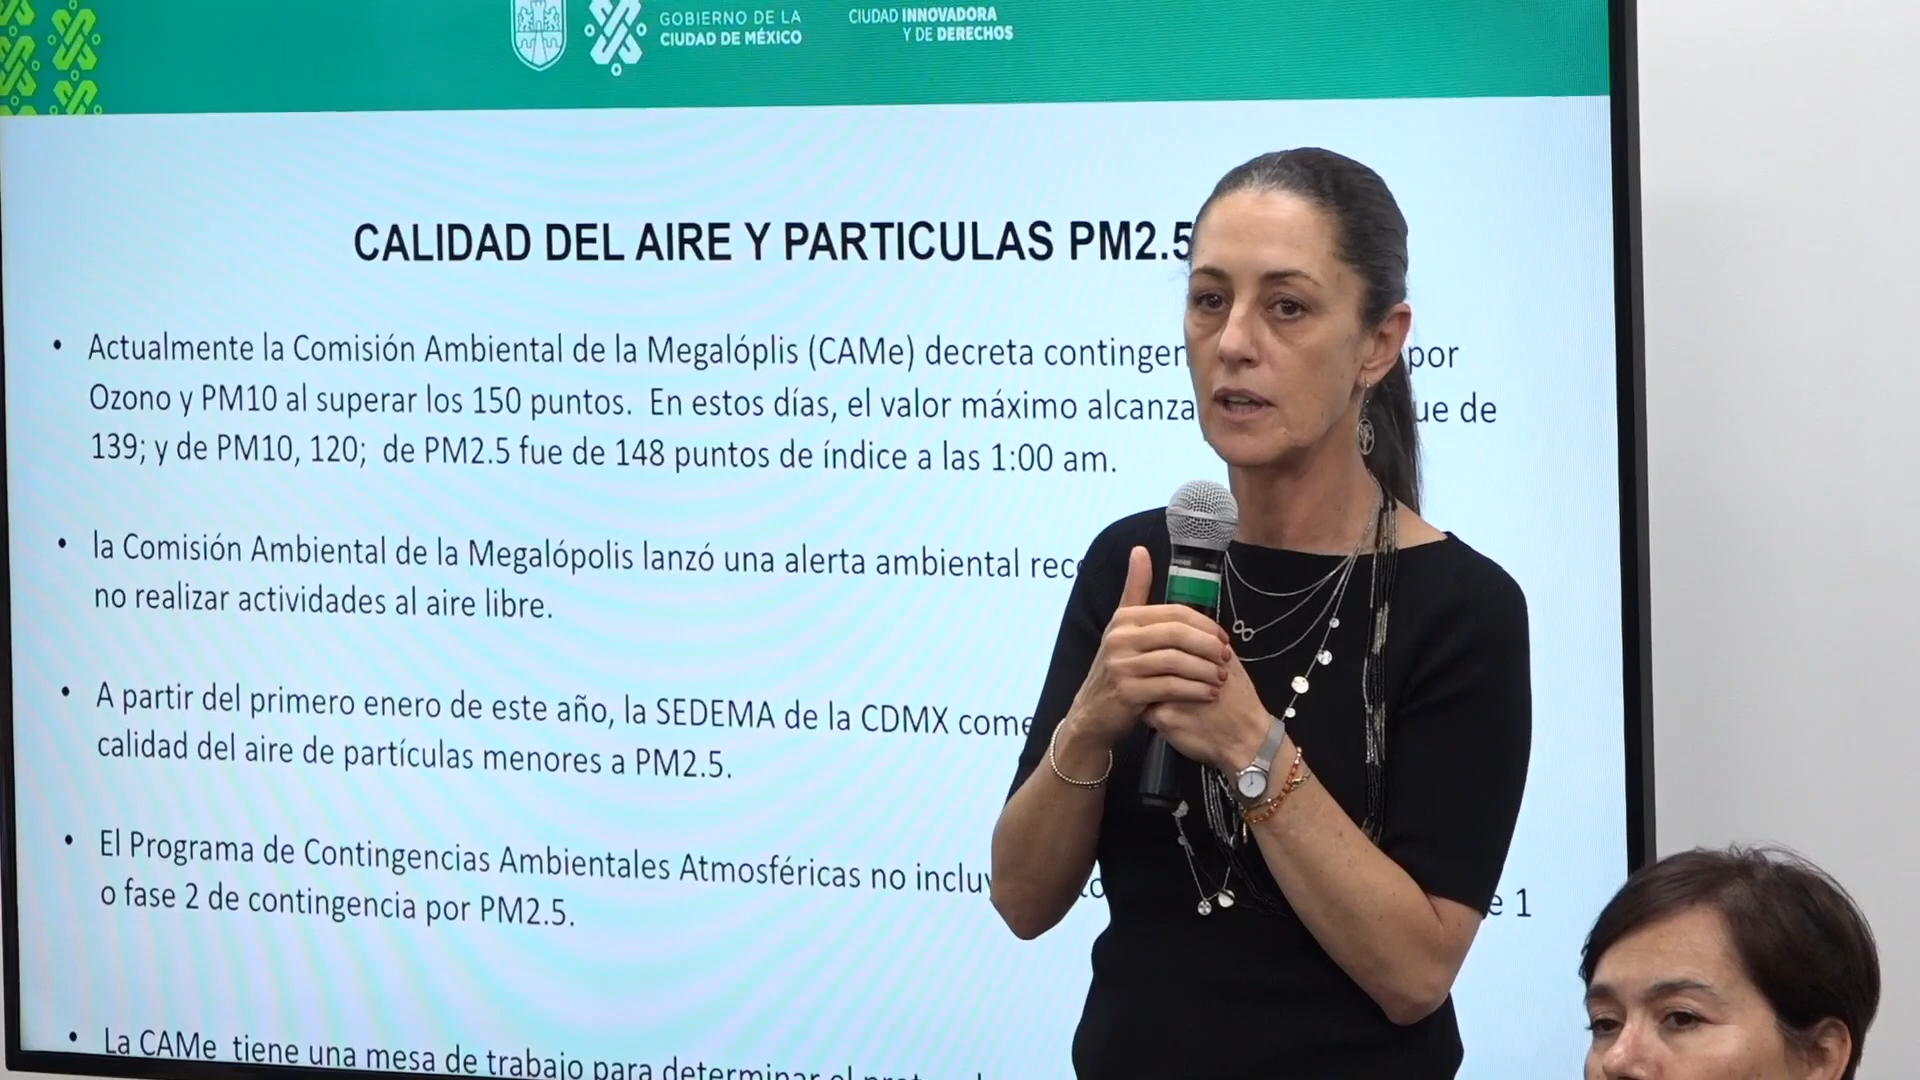 GOBIERNO DE LA
CIUDAD DE MÉXICO
CIUDAD INNOVADORA
Y DE DERECHOS
CALIDAD DEL AIRE Y PARTICULAS PM2.5
• Actualmente la Comisión Ambiental de la Megalóplis (CAMe) decreta por
Ozono y PM10 al superar los 150 puntos. En estos días, el valor máximo de
139; y de PM10, 120; de PM2.5 fue de 148 puntos de índice a las 1:00 am.
• la Comisión Ambiental de la Megalópolis lanzó una alerta ambiental
no realizar actividades al aire libre.
• A partir del primero enero de este año, la SEDEMA de la CDMX
calidad del aire de partículas menores a PM2.5.
• El Programa de Contingencias Ambientales Atmosféricas no 1
o fase 2 de contingencia por PM2.5.
• La CAMe tiene una mesa de trabajo para determinar el